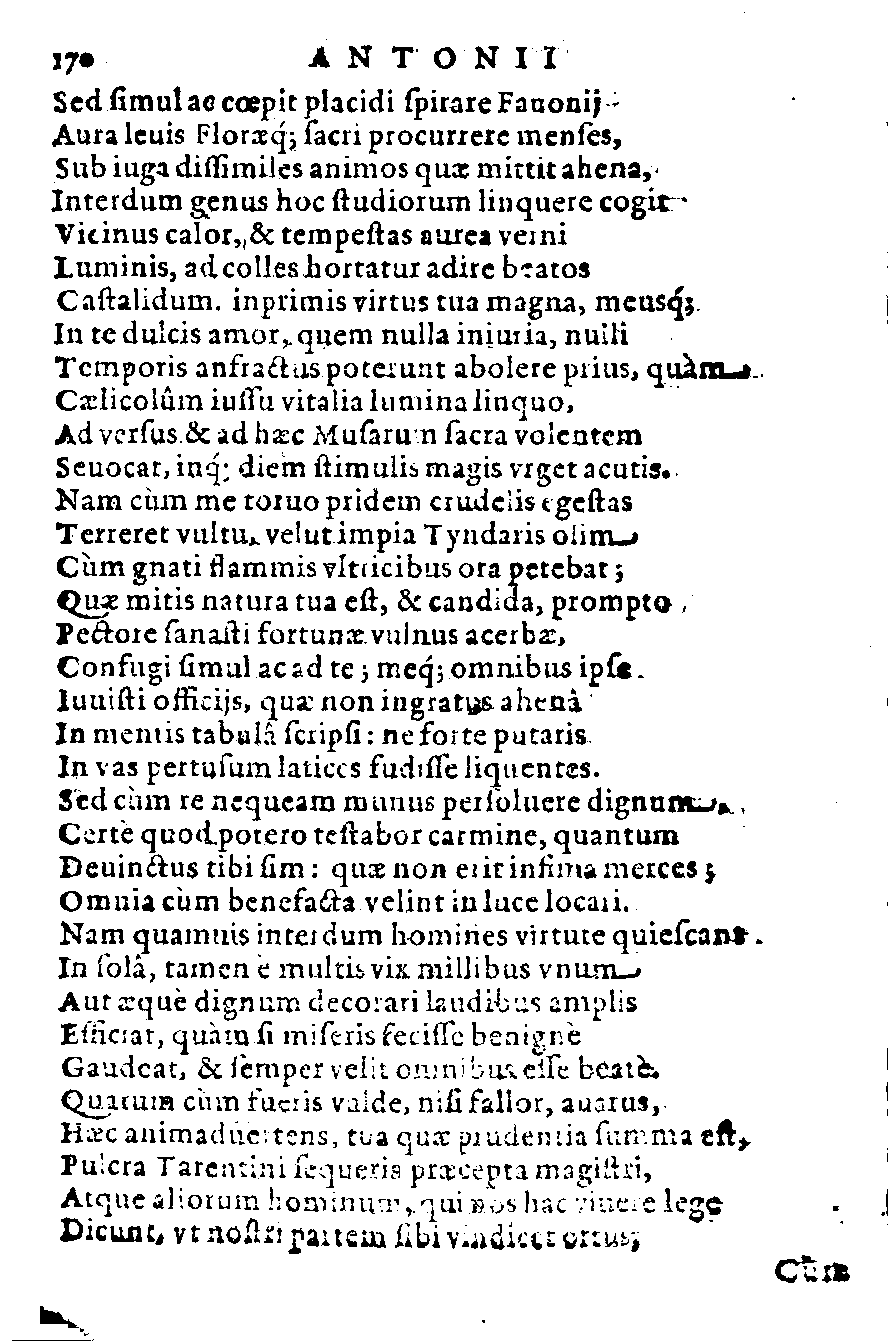 170 ANTONII
Sed ſimul ac cœpit placidi ſpirare Fauonij
Aura leuis Floræq́; ſacri procurrere menſes,
Sub iuga diſſimiles animos quæ mittit ahena,
Interdum genus hoc ſtudiorum linquere cogit
Vicinus calor, & tempeſtas aurea verni
Luminis, ad colles hortatur adire beatos
Caſtalidum. inprimis virtus tua magna, meusq́;
In te dulcis amor, quem nulla iniuria, nulli
Temporis anfractus poterunt abolere prius, quàm
Cælicolûm iuſſu vitalia lumina linquo,
Ad verſus & ad hæc Muſarum ſacra volentem
Seuocat, inq́; diem ſtimulis magis vrget acutis.
Nam cùm me toruo pridem crudelis egeſtas
Terreret vultu, velut impia Tyndaris olim
Cùm gnati flammis vltricibus ora petebat;
Quæ mitis natura tua eſt, & candida, prompto
Pectore ſanaſti fortunæ vulnus acerbæ,
Confugi ſimul ac ad te; meq́; omnibus ipſe
Iuuiſti officijs, quæ non ingratus ahenâ
In mentis tabulâ ſcripſi: ne forte putaris
In vas pertuſum latices fudiſſe liquentes.
Sed cùm re nequeam munus perſoluere dignum,
Certè quod potero teſtabor carmine, quantum
Deuinctus tibi ſim: quæ non erit infima merces;
Omnia cùm benefacta velint in luce locari.
Nam quamuis interdum homines virtute quieſcant
In ſolâ, tamen è multis vix millibus vnum
Aut æquè dignum decorari laudibus amplis
Efficiat, quàm ſi miſeris feciſſe benignè
Gaudeat, & ſemper velit omnibus eſſe beatè.
Quarum cùm fueris valde, niſi fallor, auarus,
Hæc animaduertens, tua quæ prudentia ſumma eſt,
Pulcra Tarentini ſequeris præcepta magiſtri,
Atque aliorum hominum, qui nos hac viuere lege
Dicunt, vt noſtri partem ſibi vindicet ortus;
Cùm